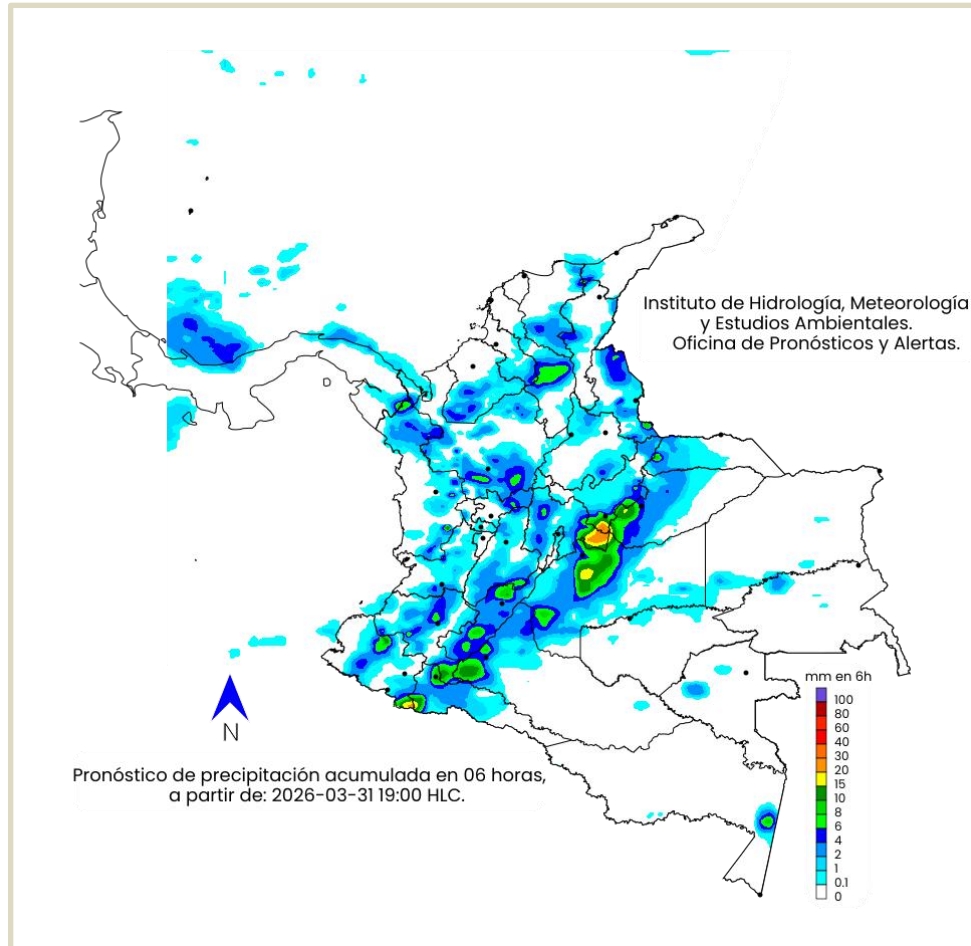 Instituto de Hidrología, Meteorología
y Estudios Ambientales.
Oficina de Pronósticos y Alertas.
mm en 6h
100
80
60
40
30
20
15
10
8
6
4
2
1
0.1
0
N
Pronóstico de precipitación acumulada en 06 horas,
a partir de: 2026-03-31 19:00 HLC.